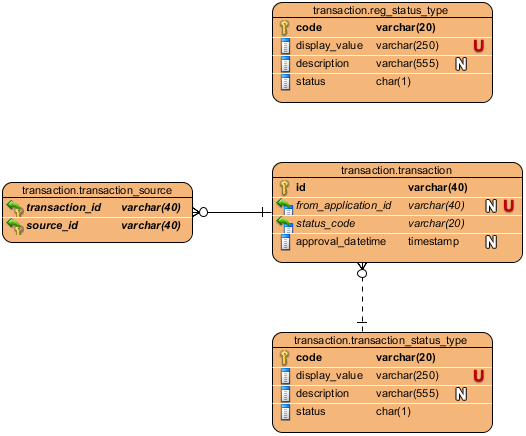 transaction.reg_status_type
code varchar(20)
display_value varchar(250) U
description varchar(555) N
status char(1)
transaction.transaction_source
transaction_id varchar(40)
source_id varchar(40)
transaction.transaction
id varchar(40)
from_application_id varchar(40) N U
status_code varchar(20)
approval_datetime timestamp N
transaction.transaction_status_type
code varchar(20)
display_value varchar(250) U
description varchar(555) N
status char(1)